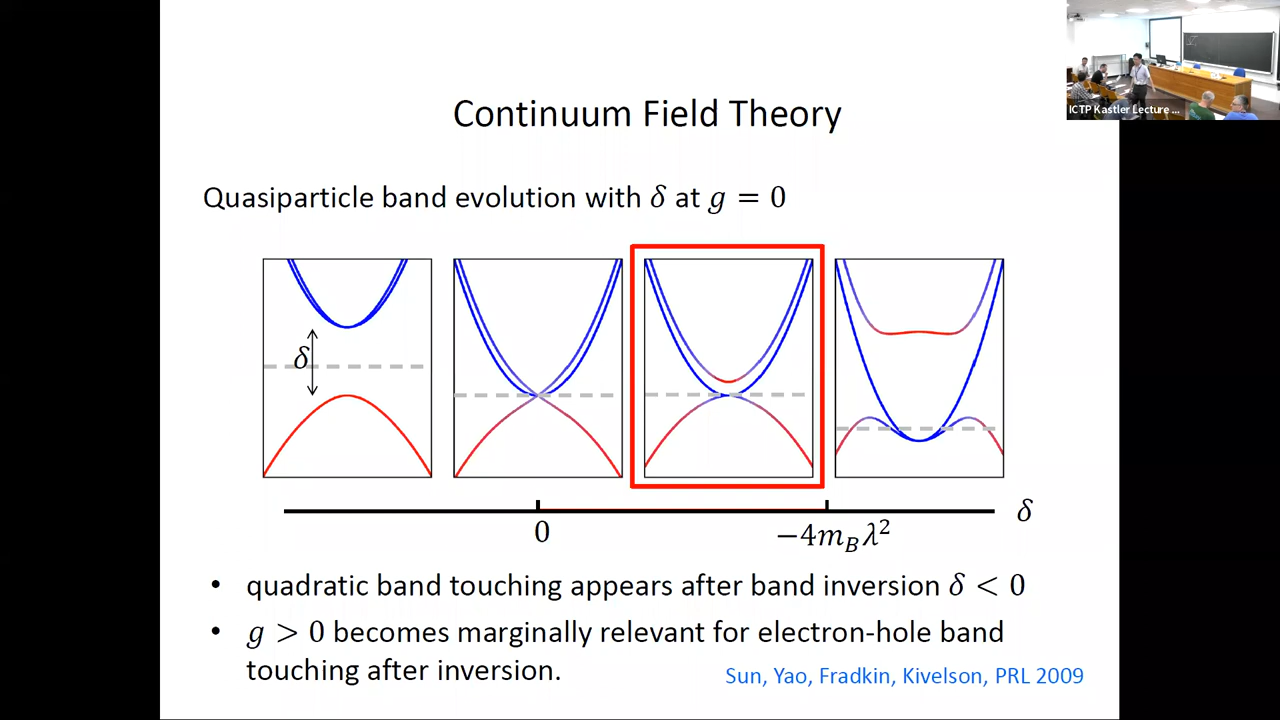 ICTP Kastler Lecture ...
Continuum Field Theory
Quasiparticle band evolution with δ at g = 0
δ
δ
0
−4m_Bλ²
• quadratic band touching appears after band inversion δ < 0
• g > 0 becomes marginally relevant for electron-hole band
touching after inversion.
Sun, Yao, Fradkin, Kivelson, PRL 2009